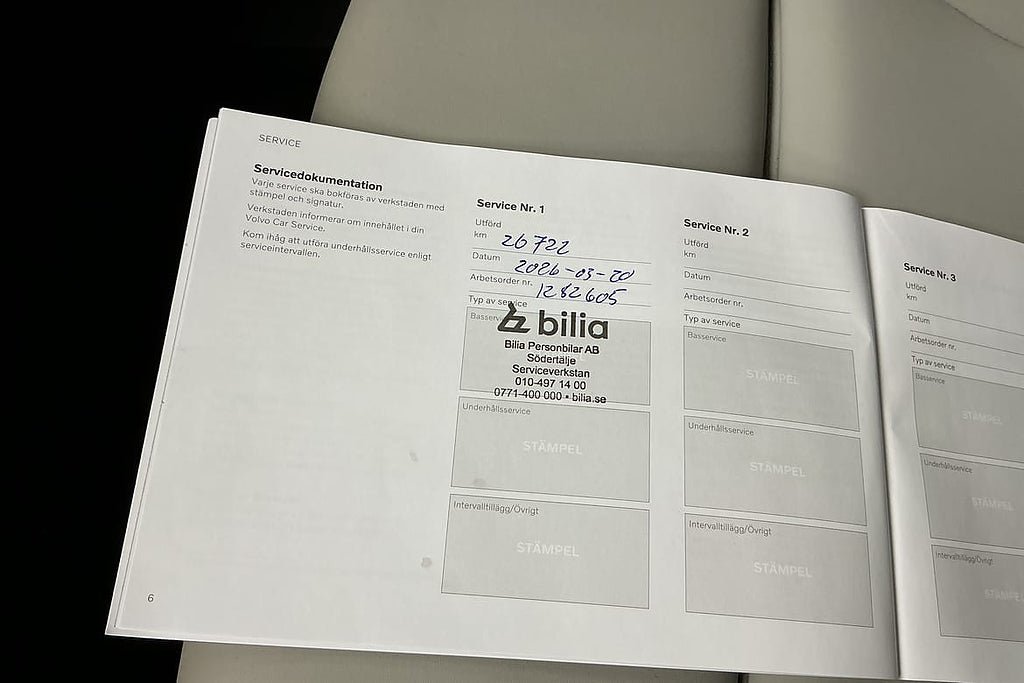 SERVICE
Servicedokumentation
Varje service ska bokföras av verkstaden med
stämpel och signatur.
Verkstaden informerar om innehållet i din
Volvo Car Service.
Kom ihåg att utföra underhållsservice enligt
serviceintervallen.
6
Service Nr. 1
Utförd
km 26722
Datum 2026-03-20
Arbetsorder nr. 1282605
Typ av service
Basservice
bilia
Bilia Personbilar AB
Södertälje
Serviceverkstan
010-497 14 00
0771-400 000 • bilia.se
Underhållsservice
STÄMPEL
Intervalltillägg/Övrigt
STÄMPEL
Service Nr. 2
Utförd
km
Datum
Arbetsorder nr.
Typ av service
Basservice
STÄMPEL
Underhållsservice
STÄMPEL
Intervalltillägg/Övrigt
STÄMPEL
Service Nr. 3
Utförd
km
Datum
Arbetsorder nr.
Typ av service
Basservice
STÄMPEL
Underhållsservice
STÄMPEL
Intervalltillägg/Övrigt
STÄMPE